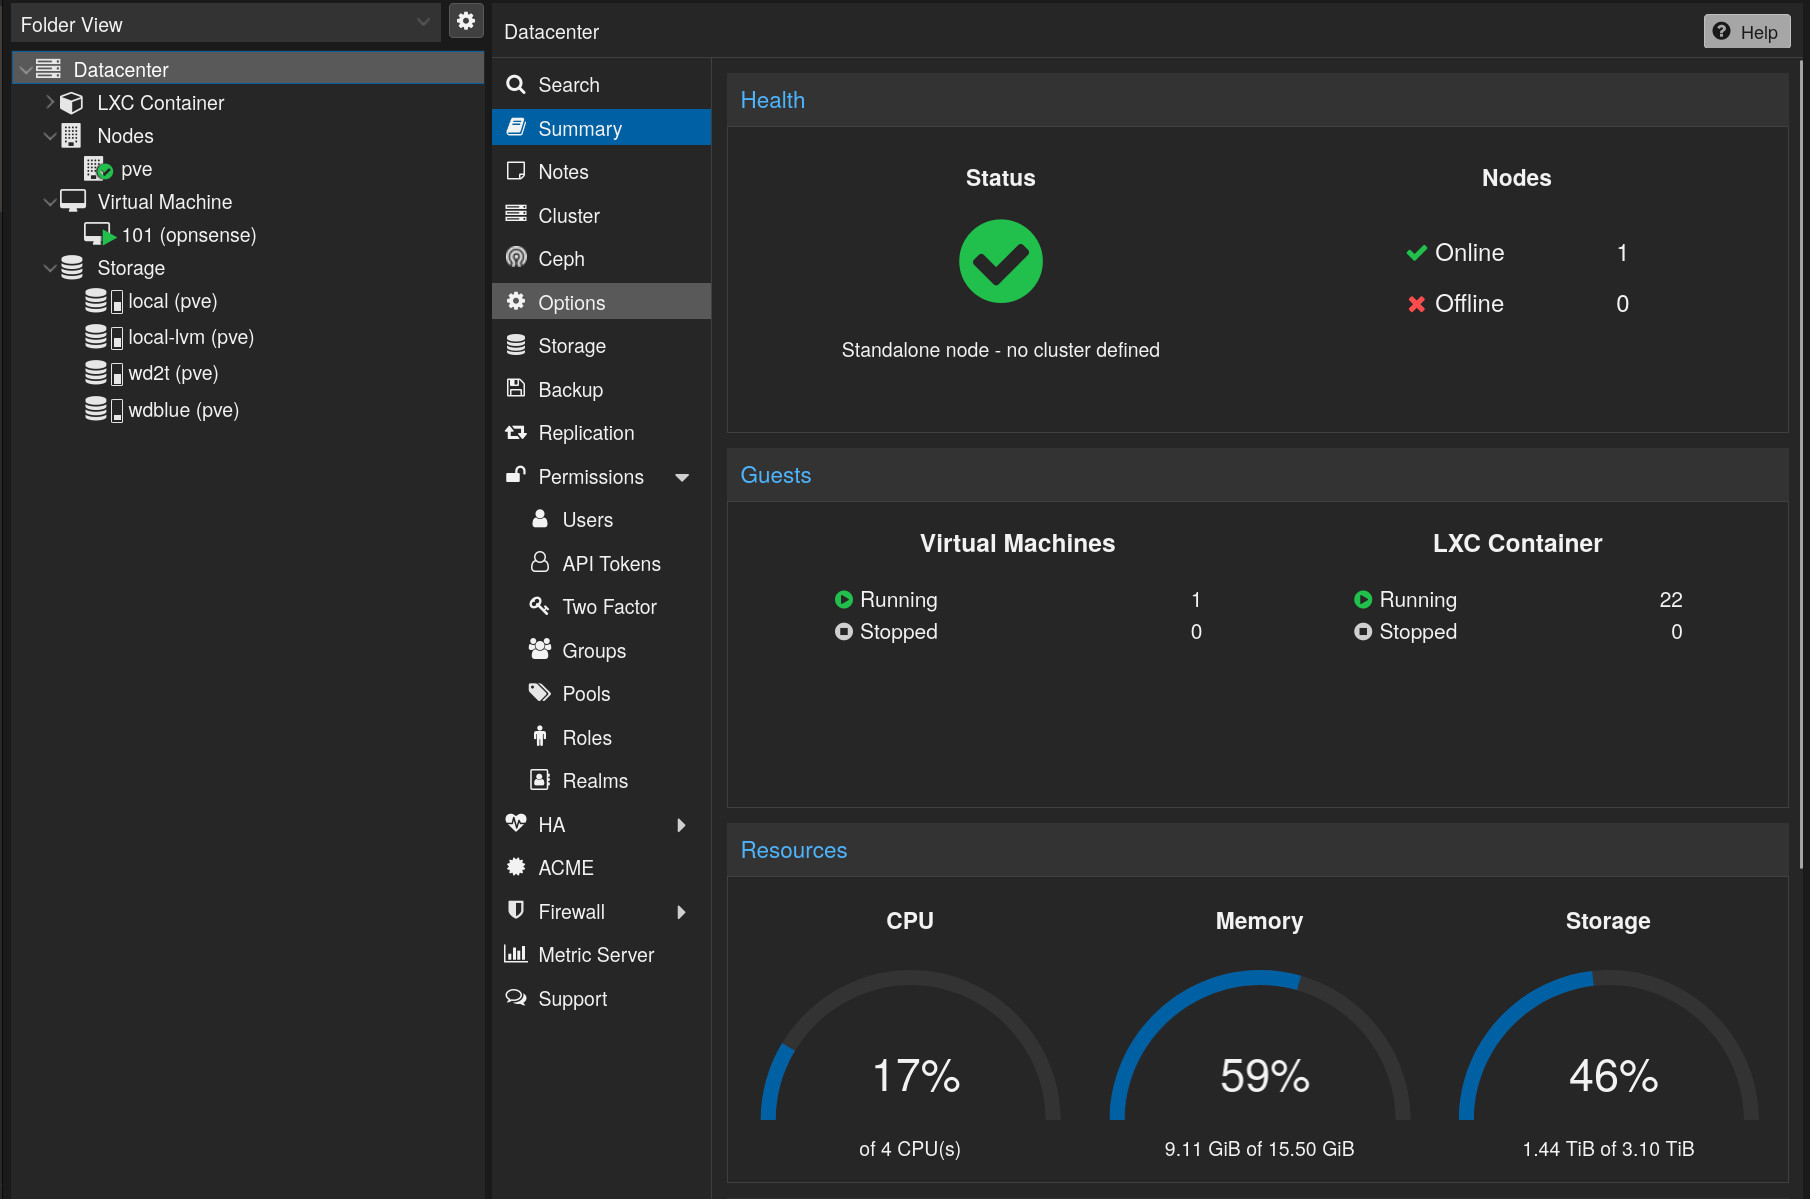 Folder View
Datacenter
LXC Container
Nodes
pve
Virtual Machine
101 (opnsense)
Storage
local (pve)
local-lvm (pve)
wd2t (pve)
wdblue (pve)
Datacenter
Help
Search
Summary
Notes
Cluster
Ceph
Options
Storage
Backup
Replication
Permissions
Users
API Tokens
Two Factor
Groups
Pools
Roles
Realms
HA
ACME
Firewall
Metric Server
Support
Health
Status
Standalone node - no cluster defined
Nodes
Online 1
Offline 0
Guests
Virtual Machines
Running 1
Stopped 0
LXC Container
Running 22
Stopped 0
Resources
CPU
17%
of 4 CPU(s)
Memory
59%
9.11 GiB of 15.50 GiB
Storage
46%
1.44 TiB of 3.10 TiB